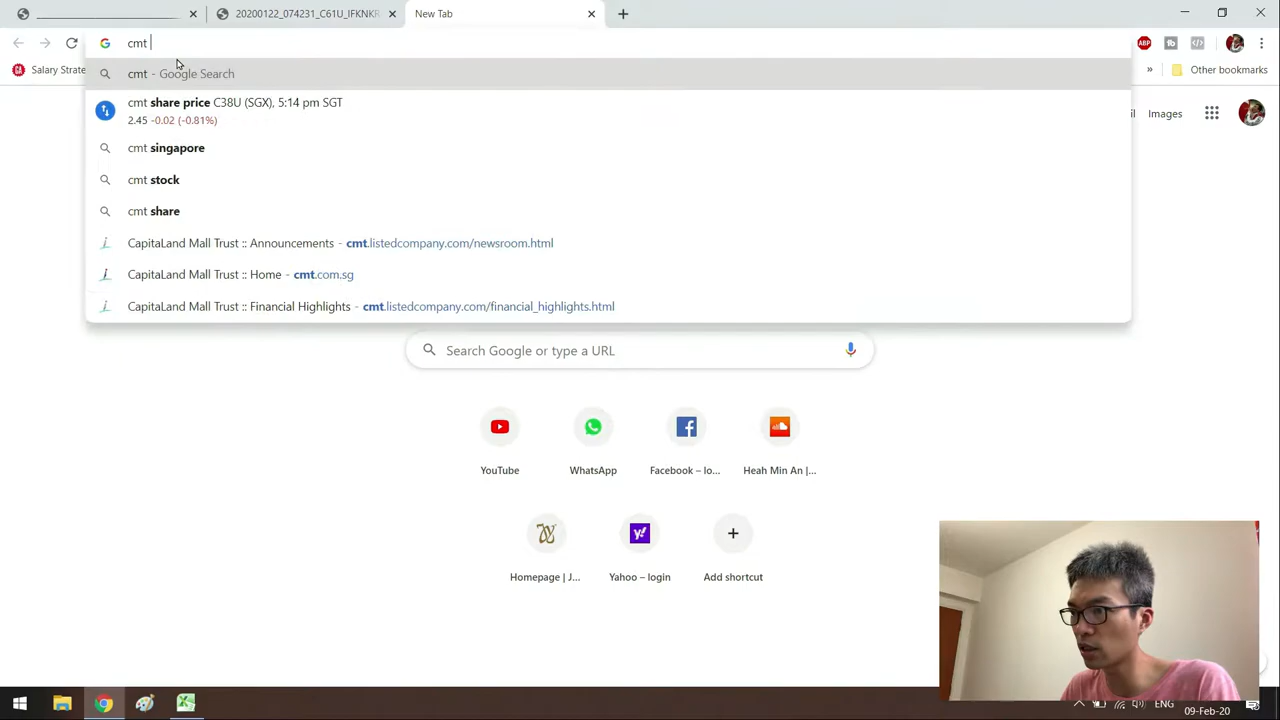 20200122_074231_C61U_IFKNKR
New Tab
cmt
Salary Strate
»
Other bookmarks
cmt - Google Search
cmt share price C38U (SGX), 5:14 pm SGT
2.45 -0.02 (-0.81%)
Images
cmt singapore
cmt stock
cmt share
CapitaLand Mall Trust :: Announcements - cmt.listedcompany.com/newsroom.html
CapitaLand Mall Trust :: Home - cmt.com.sg
CapitaLand Mall Trust :: Financial Highlights - cmt.listedcompany.com/financial_highlights.html
Search Google or type a URL
YouTube
WhatsApp
Facebook – lo...
Heah Min An |...
Homepage | J...
Yahoo – login
Add shortcut
ENG
09-Feb-20